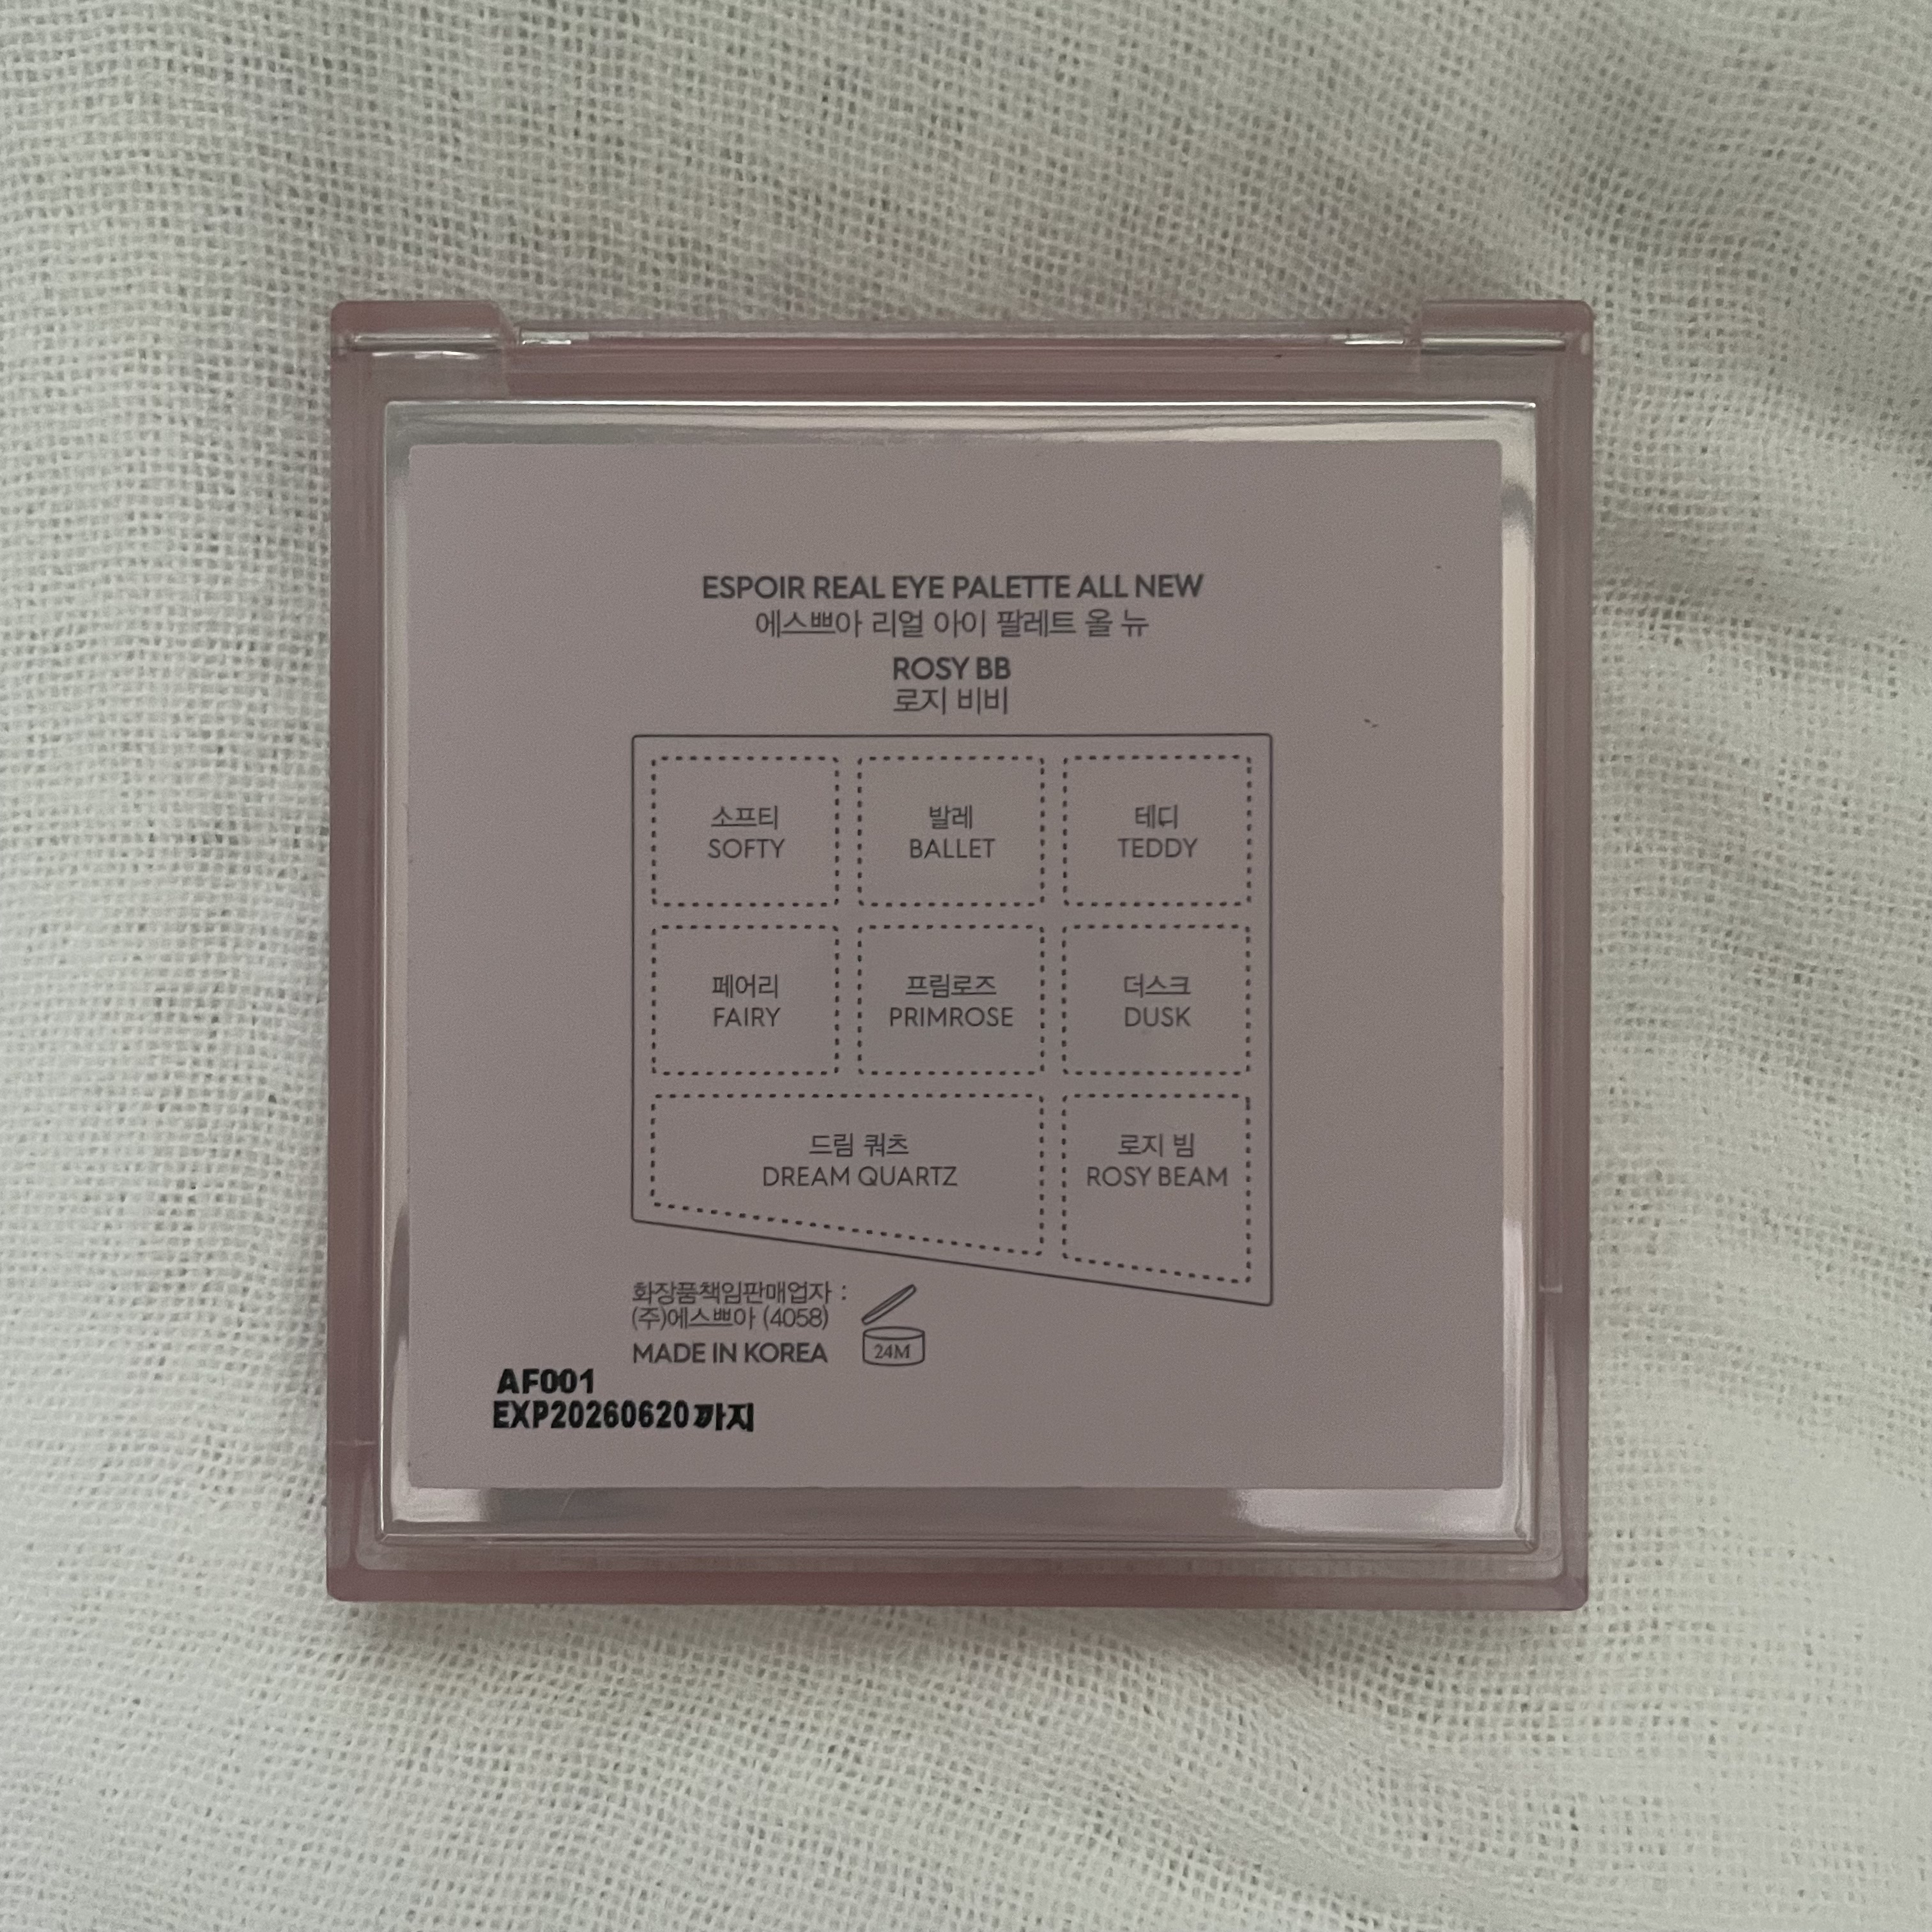 ESPOIR REAL EYE PALETTE ALL NEW
에스쁘아 리얼 아이 팔레트 올 뉴
ROSY BB
로지 비비
소프티
SOFTY
발레
BALLET
테디
TEDDY
페어리
FAIRY
프림로즈
PRIMROSE
더스크
DUSK
드림 쿼츠
DREAM QUARTZ
로지 빔
ROSY BEAM
화장품책임판매업자 :
(주)에스쁘아 (4058)
MADE IN KOREA
24M
AF001
EXP20260620까지